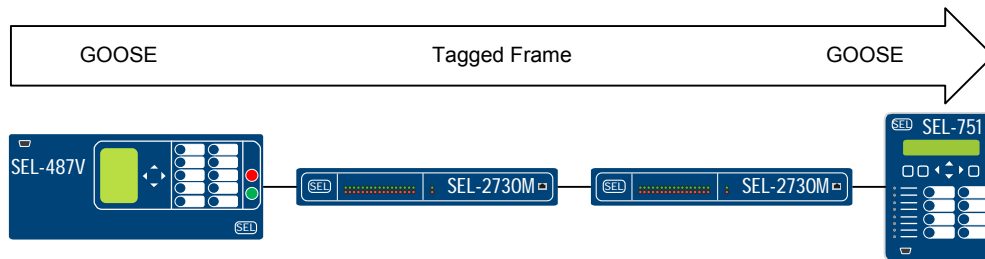 GOOSE
Tagged Frame
GOOSE
SEL-487V
SEL
SEL
SEL-2730M
SEL
SEL-2730M
SEL
SEL-751